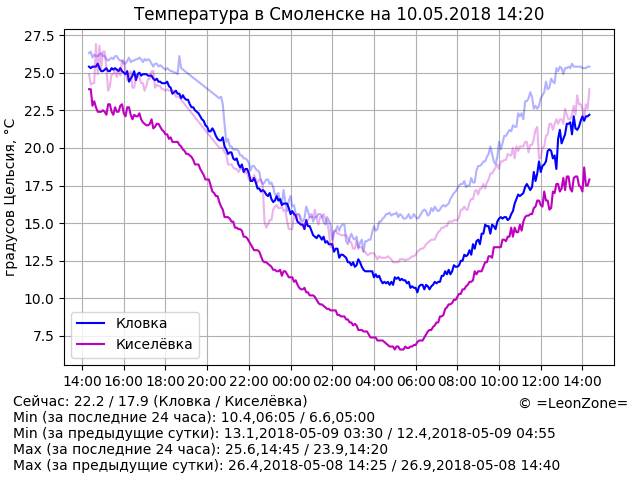 Температура в Смоленске на 10.05.2018 14:20
27.5
25.0
22.5
20.0
17.5
15.0
12.5
10.0
7.5
градусов Цельсия, °C
Кловка
Киселёвка
14:00 16:00 18:00 20:00 22:00 00:00 02:00 04:00 06:00 08:00 10:00 12:00 14:00
Сейчас: 22.2 / 17.9 (Кловка / Киселёвка)
© =LeonZone=
Min (за последние 24 часа): 10.4,06:05 / 6.6,05:00
Min (за предыдущие сутки): 13.1,2018-05-09 03:30 / 12.4,2018-05-09 04:55
Max (за последние 24 часа): 25.6,14:45 / 23.9,14:20
Max (за предыдущие сутки): 26.4,2018-05-08 14:25 / 26.9,2018-05-08 14:40